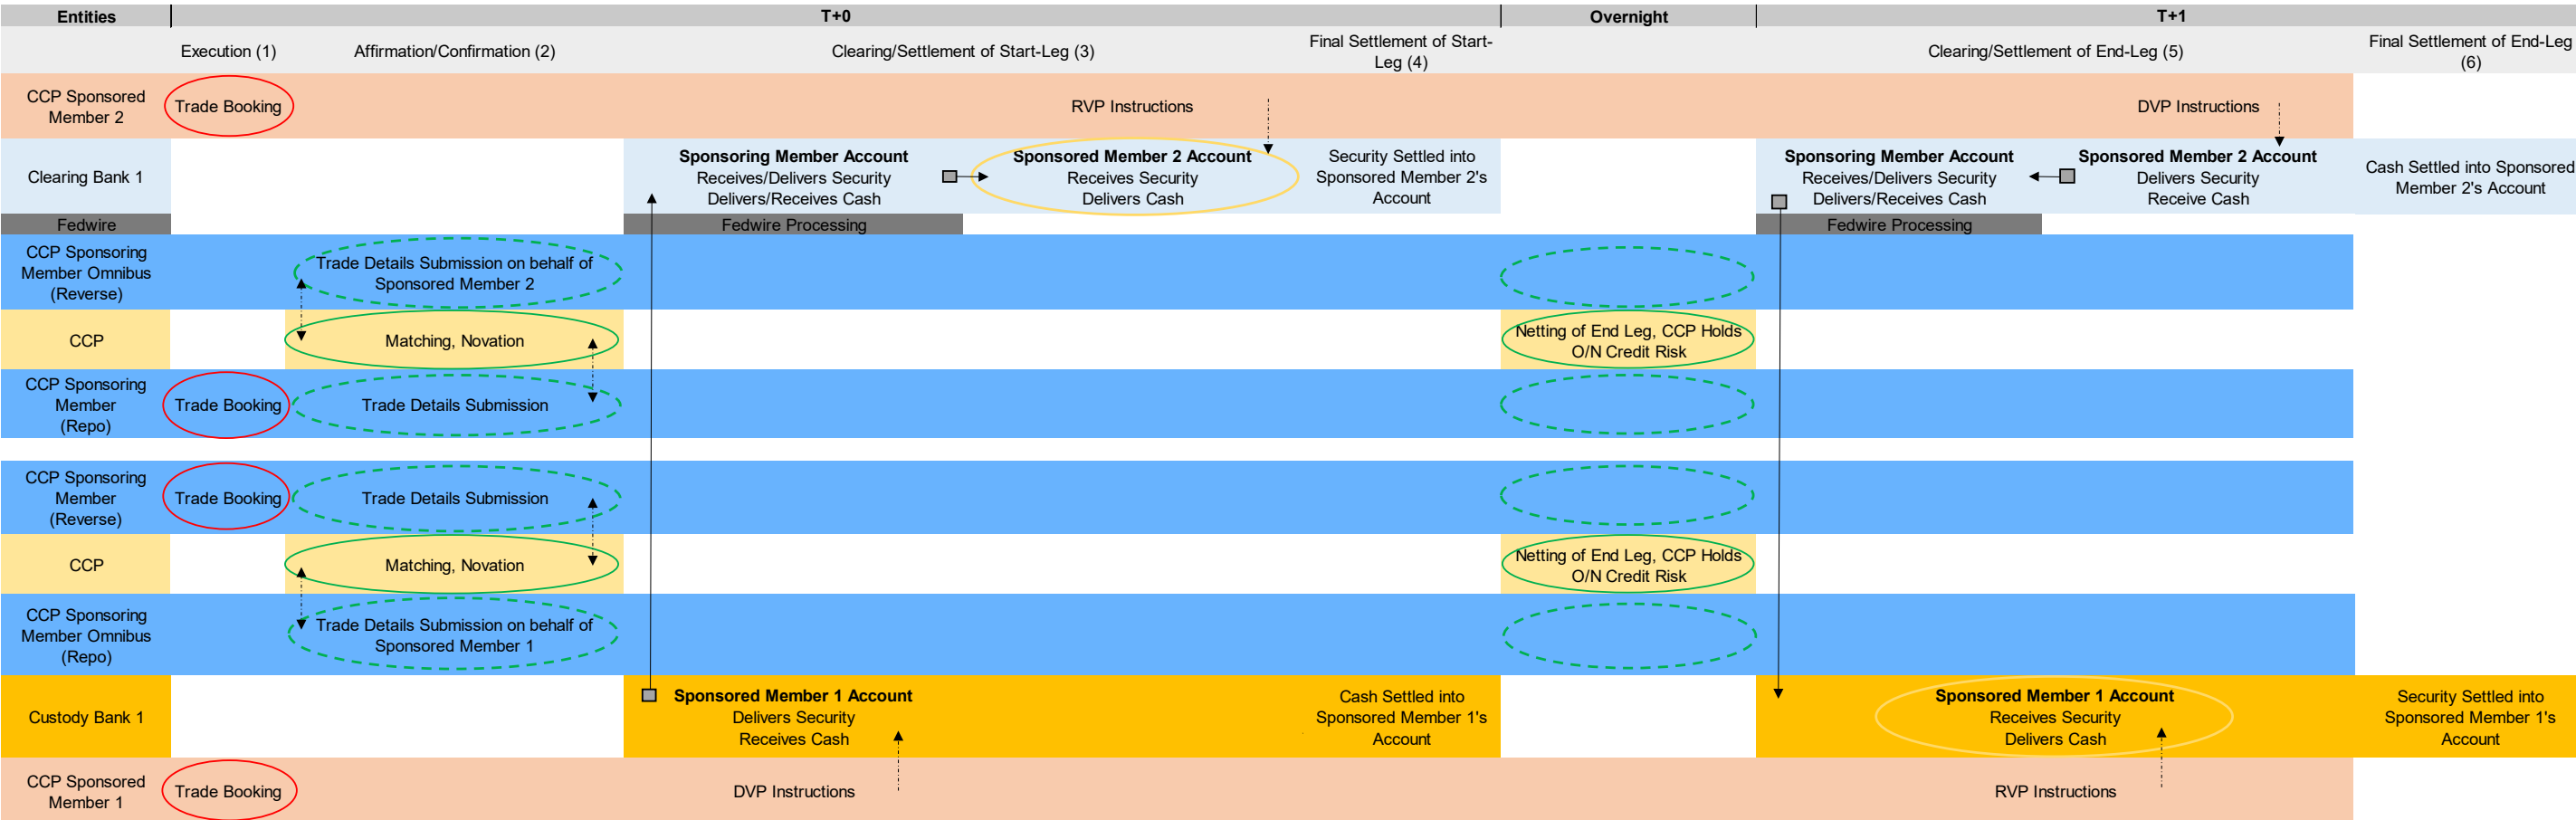 Entities
T+0
Overnight
T+1
Execution (1)
Affirmation/Confirmation (2)
Clearing/Settlement of Start-Leg (3)
Final Settlement of Start-
Leg (4)
Clearing/Settlement of End-Leg (5)
Final Settlement of End-Leg
(6)
CCP Sponsored
Member 2
Trade Booking
RVP Instructions
DVP Instructions
Clearing Bank 1
Sponsoring Member Account
Receives/Delivers Security
Delivers/Receives Cash
Sponsored Member 2 Account
Receives Security
Delivers Cash
Security Settled into
Sponsored Member 2's
Account
Sponsoring Member Account
Receives/Delivers Security
Delivers/Receives Cash
Sponsored Member 2 Account
Delivers Security
Receive Cash
Cash Settled into Sponsored
Member 2's Account
Fedwire
Fedwire Processing
Fedwire Processing
CCP Sponsoring
Member Omnibus
(Reverse)
Trade Details Submission on behalf of
Sponsored Member 2
CCP
Matching, Novation
Netting of End Leg, CCP Holds
O/N Credit Risk
CCP Sponsoring
Member
(Repo)
Trade Booking
Trade Details Submission
CCP Sponsoring
Member
(Reverse)
Trade Booking
Trade Details Submission
CCP
Matching, Novation
Netting of End Leg, CCP Holds
O/N Credit Risk
CCP Sponsoring
Member Omnibus
(Repo)
Trade Details Submission on behalf of
Sponsored Member 1
Custody Bank 1
Sponsored Member 1 Account
Delivers Security
Receives Cash
Cash Settled into
Sponsored Member 1's
Account
Sponsored Member 1 Account
Receives Security
Delivers Cash
Security Settled into
Sponsored Member 1's
Account
CCP Sponsored
Member 1
Trade Booking
DVP Instructions
RVP Instructions